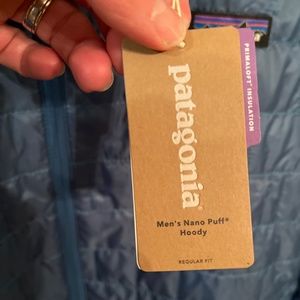 patagonia
PRIMALOFT® INSULATION
Men's Nano Puff®
Hoody
REGULAR FIT